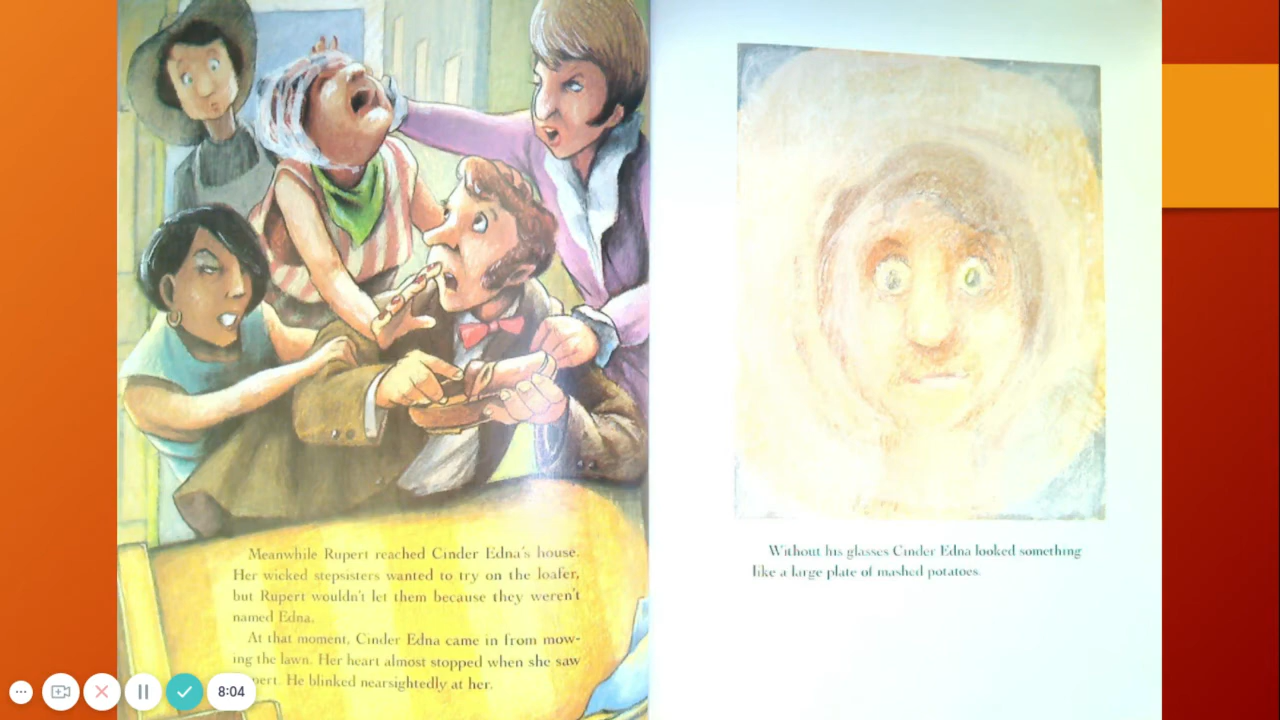 Meanwhile Rupert reached Cinder Edna's house.
Her wicked stepsisters wanted to try on the loafer,
but Rupert wouldn't let them because they weren't
named Edna.
At that moment, Cinder Edna came in from mow-
ing the lawn. Her heart almost stopped when she saw
He blinked nearsightedly at her.
Without his glasses Cinder Edna looked something
like a large plate of mashed potatoes.
8:04